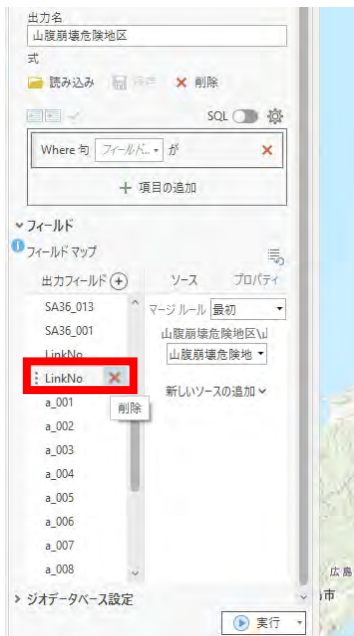 出力名
山腹崩壊危険地区
式
読み込み 保存 削除
SQL
Where 句 フィールド... が
項目の追加
フィールド
フィールド マップ
出力フィールド ソース プロパティ
SA36_013
マージ ルール 最初
SA36_001
山腹崩壊危険地区\山
LinkNo
山腹崩壊危険地
LinkNo
新しいソースの追加
削除
a_001
a_002
a_003
a_004
a_005
a_006
a_007
a_008
広島
市
ジオデータベース設定
実行